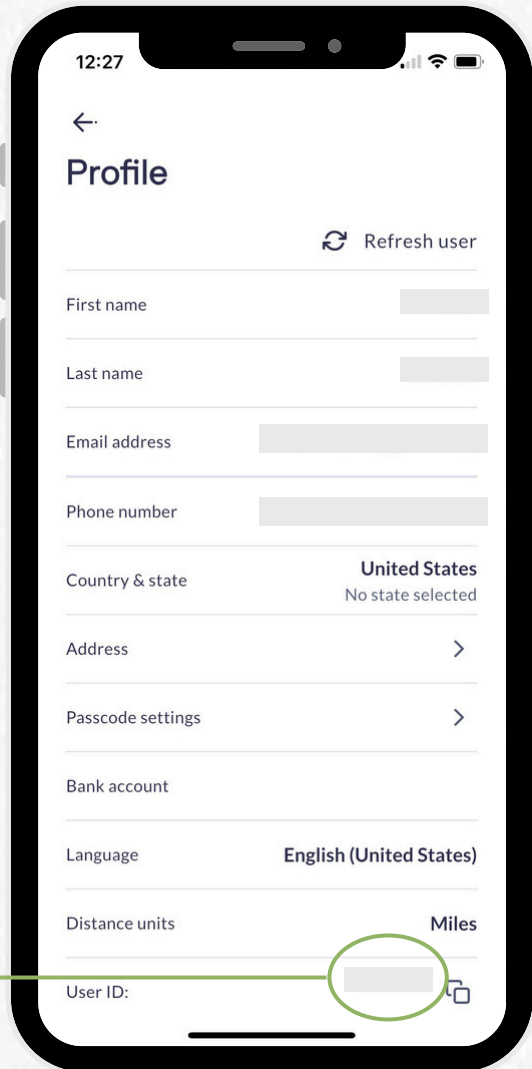 12:27
Profile
Refresh user
First name
Last name
Email address
Phone number
Country & state
United States
No state selected
Address
Passcode settings
Bank account
Language
English (United States)
Distance units
Miles
User ID: